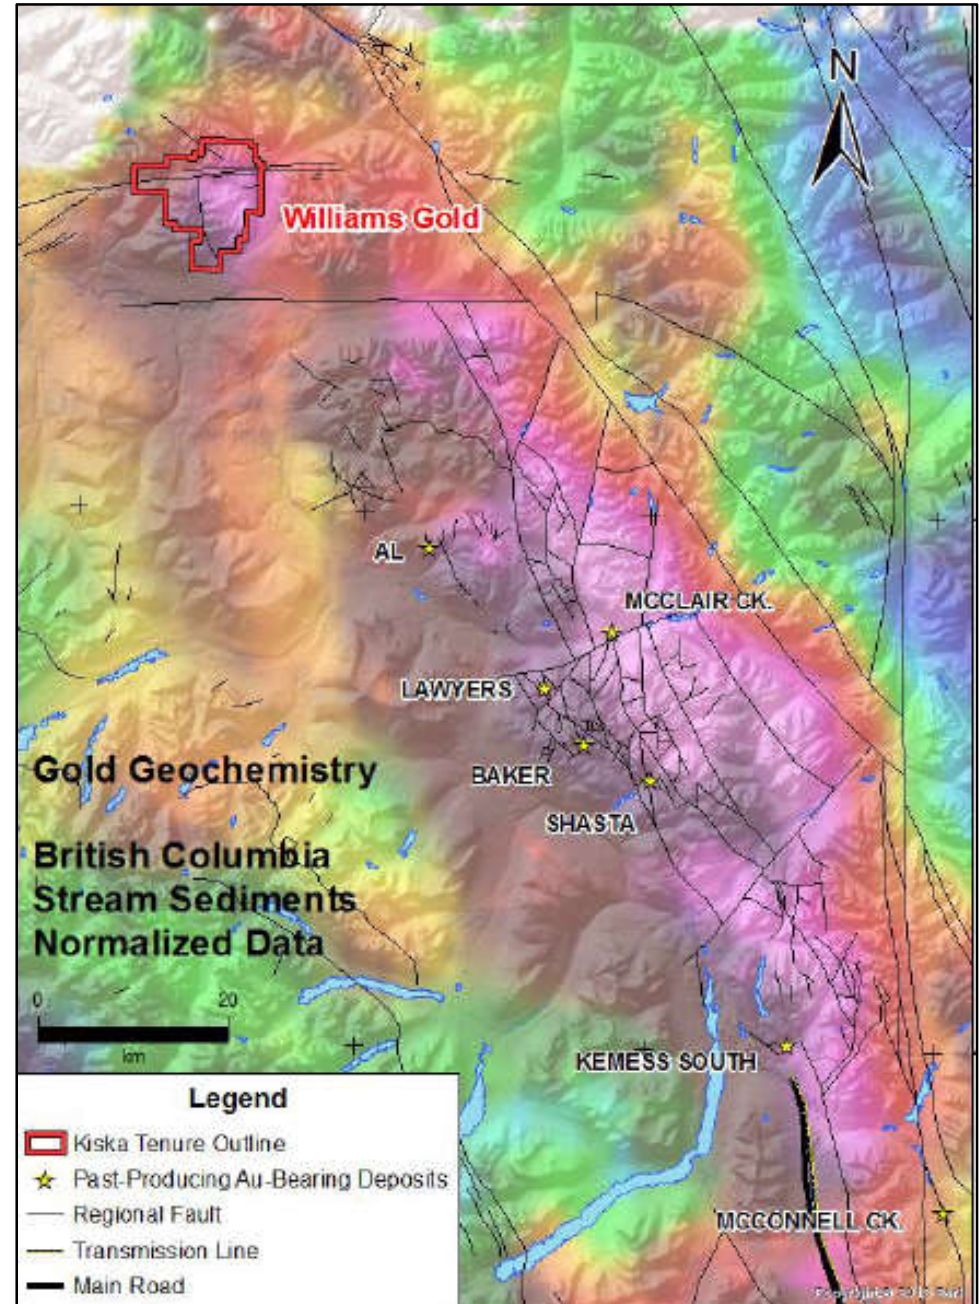 N
Williams Gold
AL
MCCLAIR CK.
LAWYERS
BAKER
SHASTA
Gold Geochemistry
British Columbia
Stream Sediments
Normalized Data
0 20
km
KEMESS SOUTH
MCCONNELL CK.
Legend
Kiska Tenure Outline
Past-Producing Au-Bearing Deposits
Regional Fault
Transmission Line
Main Road